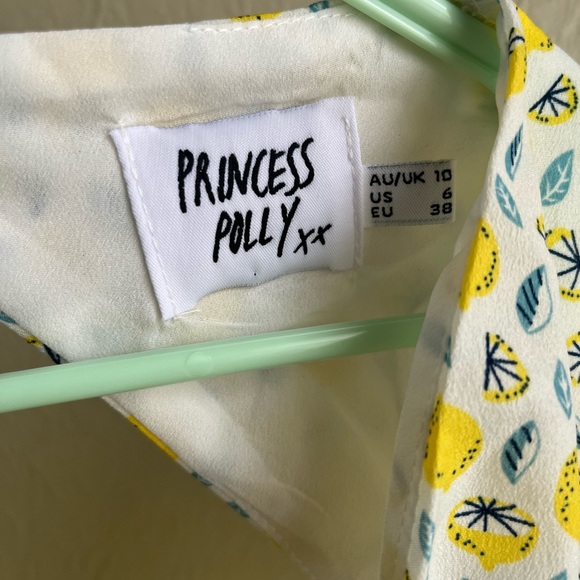 PRINCESS
POLLY xx
AU/UK 10
US 6
EU 38